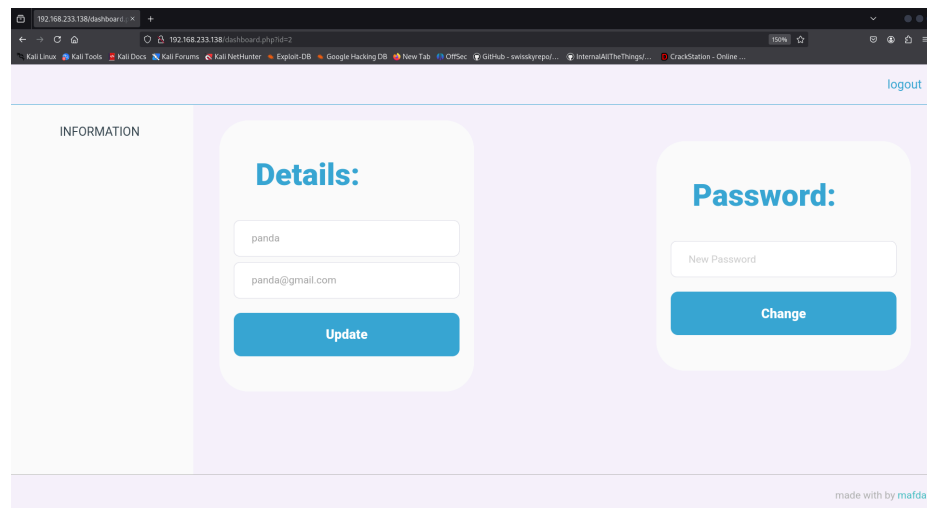 192.168.233.138/dashboard.p
192.168.233.138/dashboard.php?id=2
150%
Kali Linux Kali Tools Kali Docs Kali Forums Kali NetHunter Exploit-DB Google Hacking DB New Tab OffSec GitHub - swisskyrepo/... InternalAllTheThings/... CrackStation - Online ...
logout
INFORMATION
Details:
panda
panda@gmail.com
Update
Password:
New Password
Change
made with by mafda